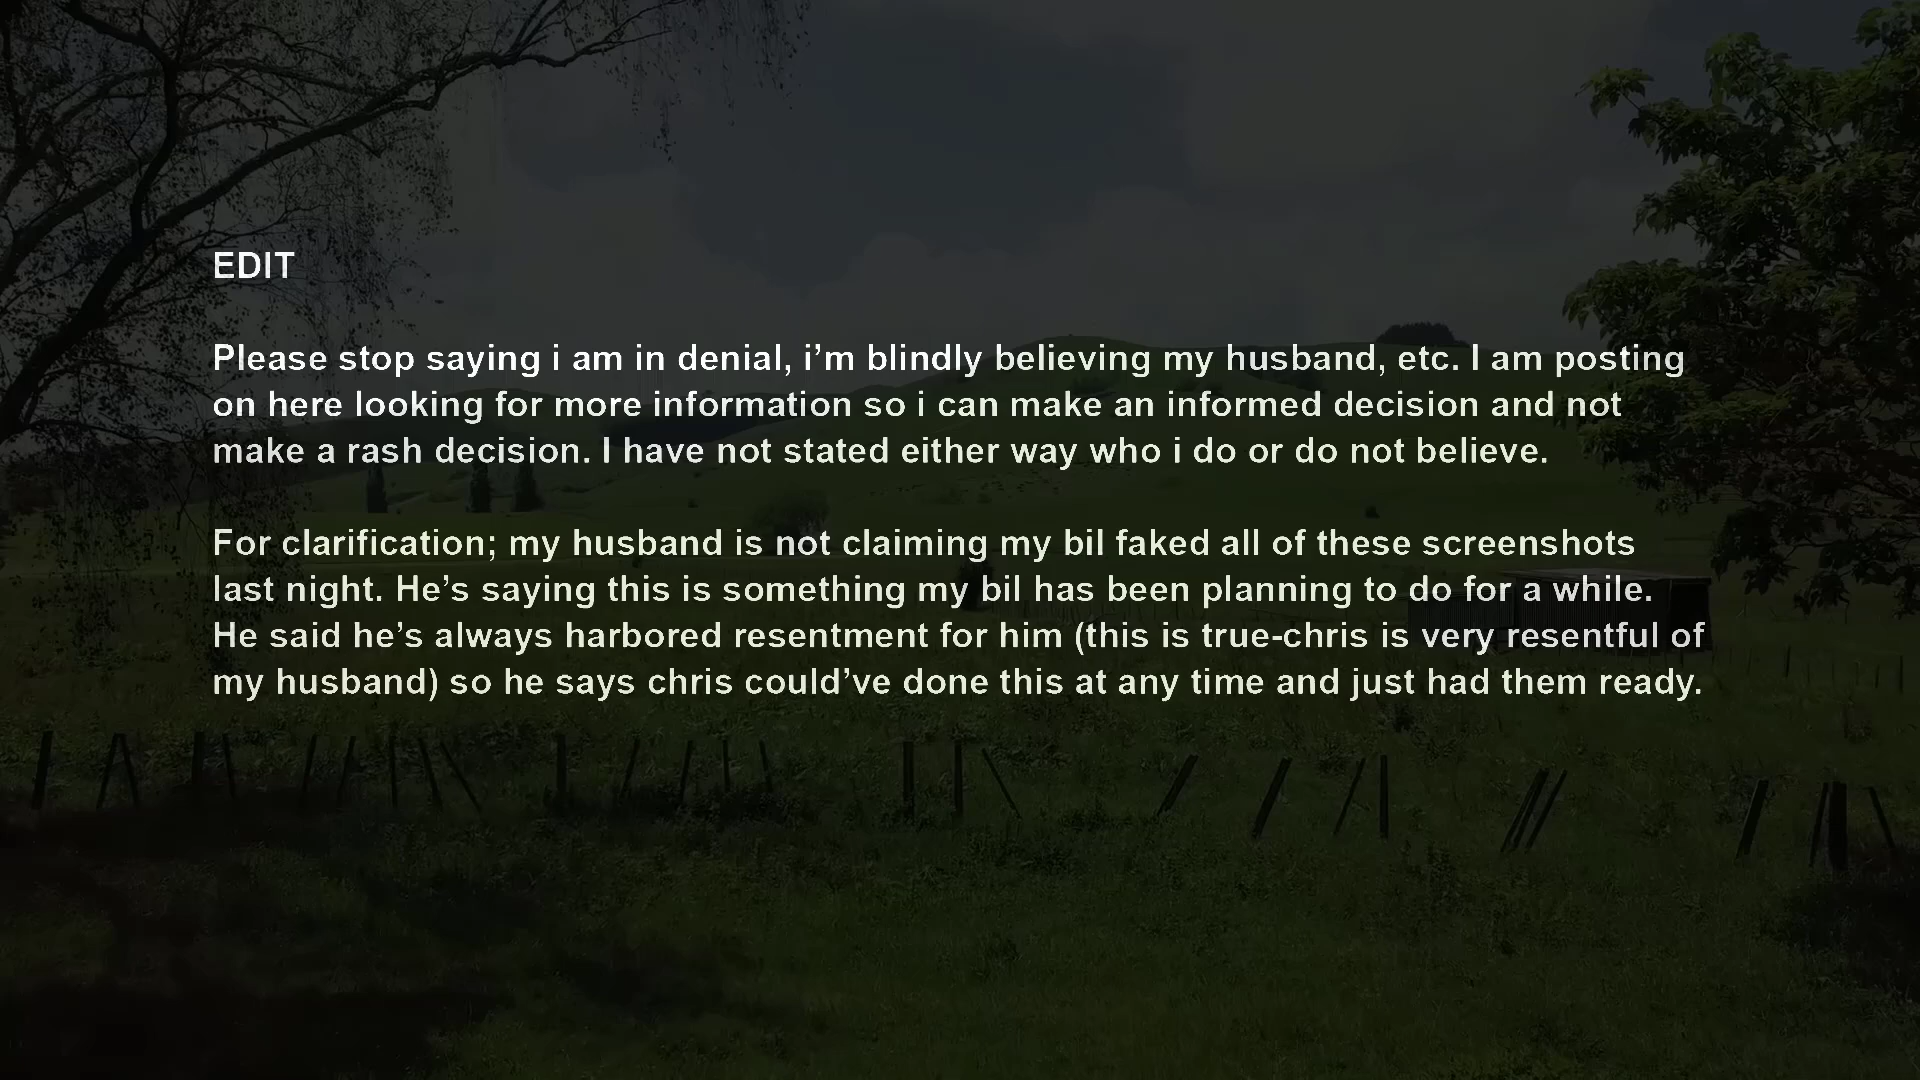 EDIT
Please stop saying i am in denial, i’m blindly believing my husband, etc. I am posting
on here looking for more information so i can make an informed decision and not
make a rash decision. I have not stated either way who i do or do not believe.
For clarification; my husband is not claiming my bil faked all of these screenshots
last night. He’s saying this is something my bil has been planning to do for a while.
He said he’s always harbored resentment for him (this is true-chris is very resentful of
my husband) so he says chris could’ve done this at any time and just had them ready.